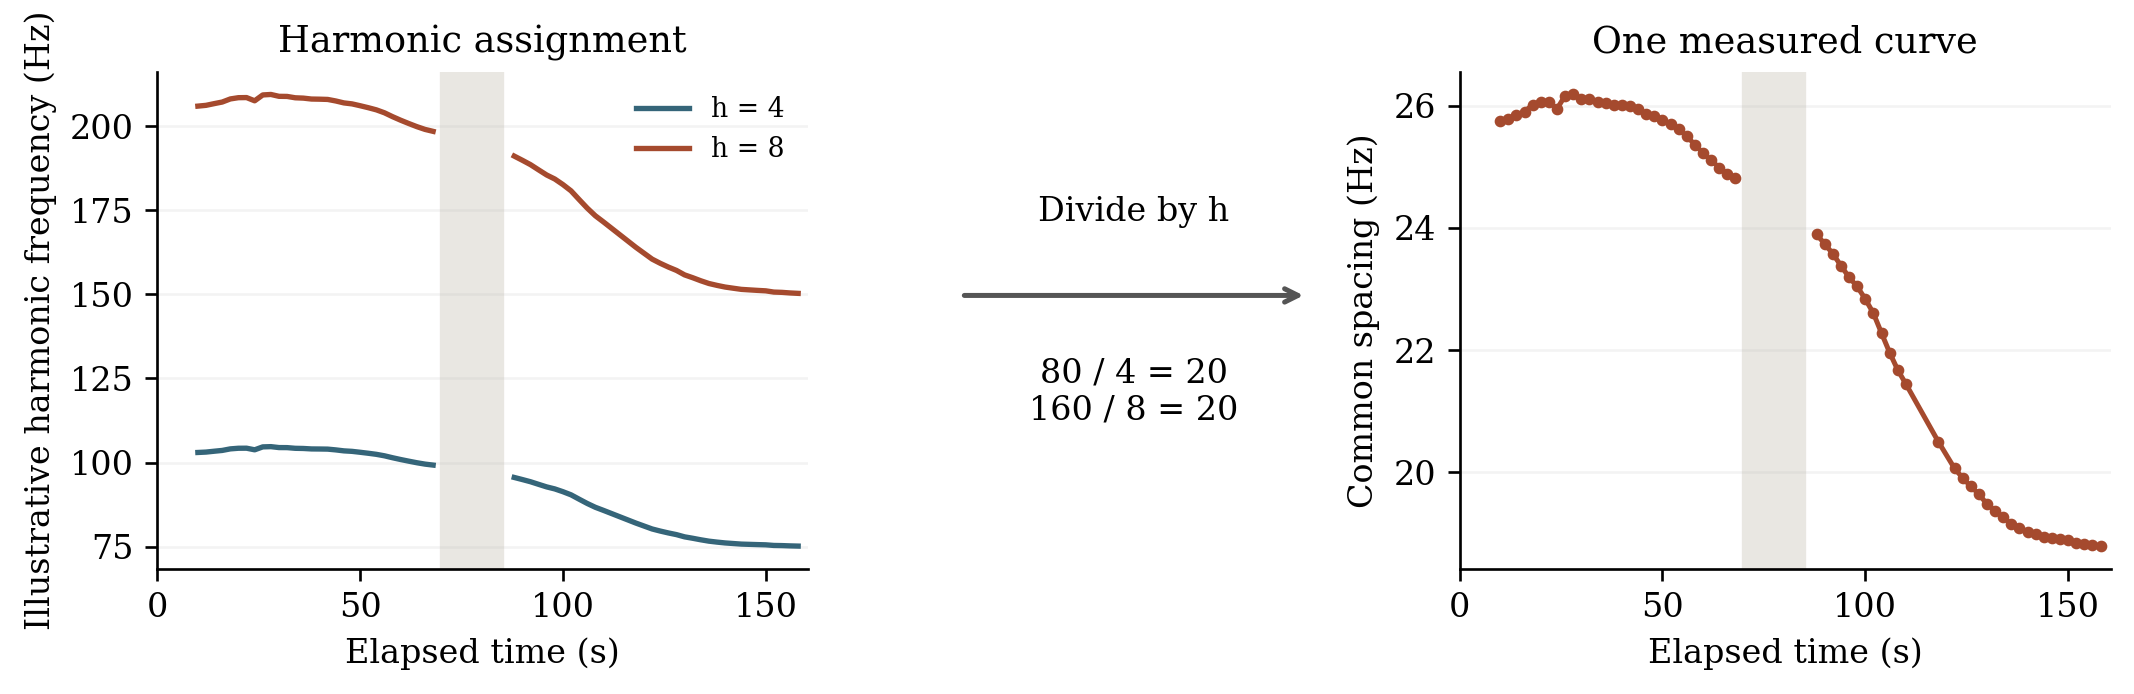 Harmonic assignment
Illustrative harmonic frequency (Hz)
200
175
150
125
100
75
h = 4
h = 8
0
50
100
150
Elapsed time (s)
Divide by h
80 / 4 = 20
160 / 8 = 20
One measured curve
Common spacing (Hz)
26
24
22
20
0
50
100
150
Elapsed time (s)